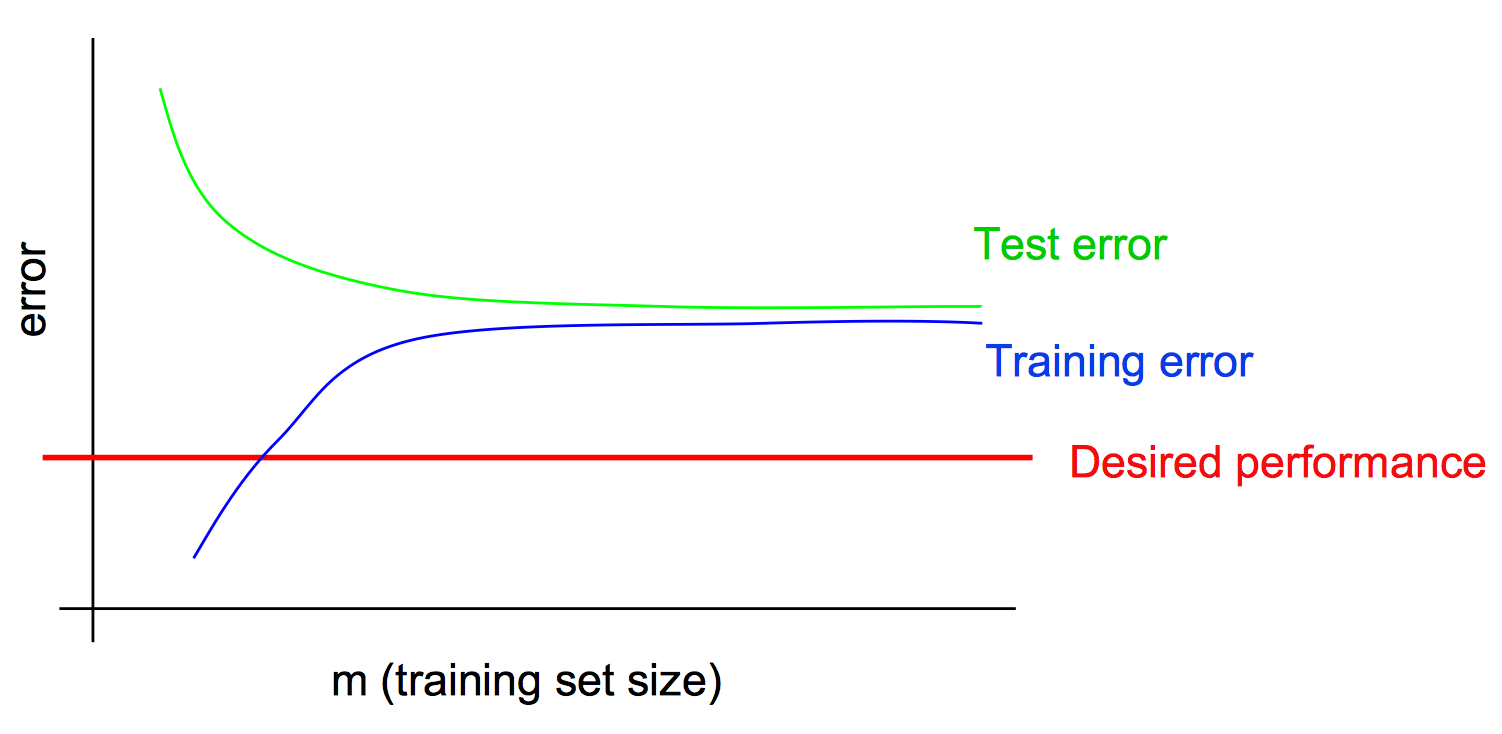 error
Test error
Training error
Desired performance
m (training set size)